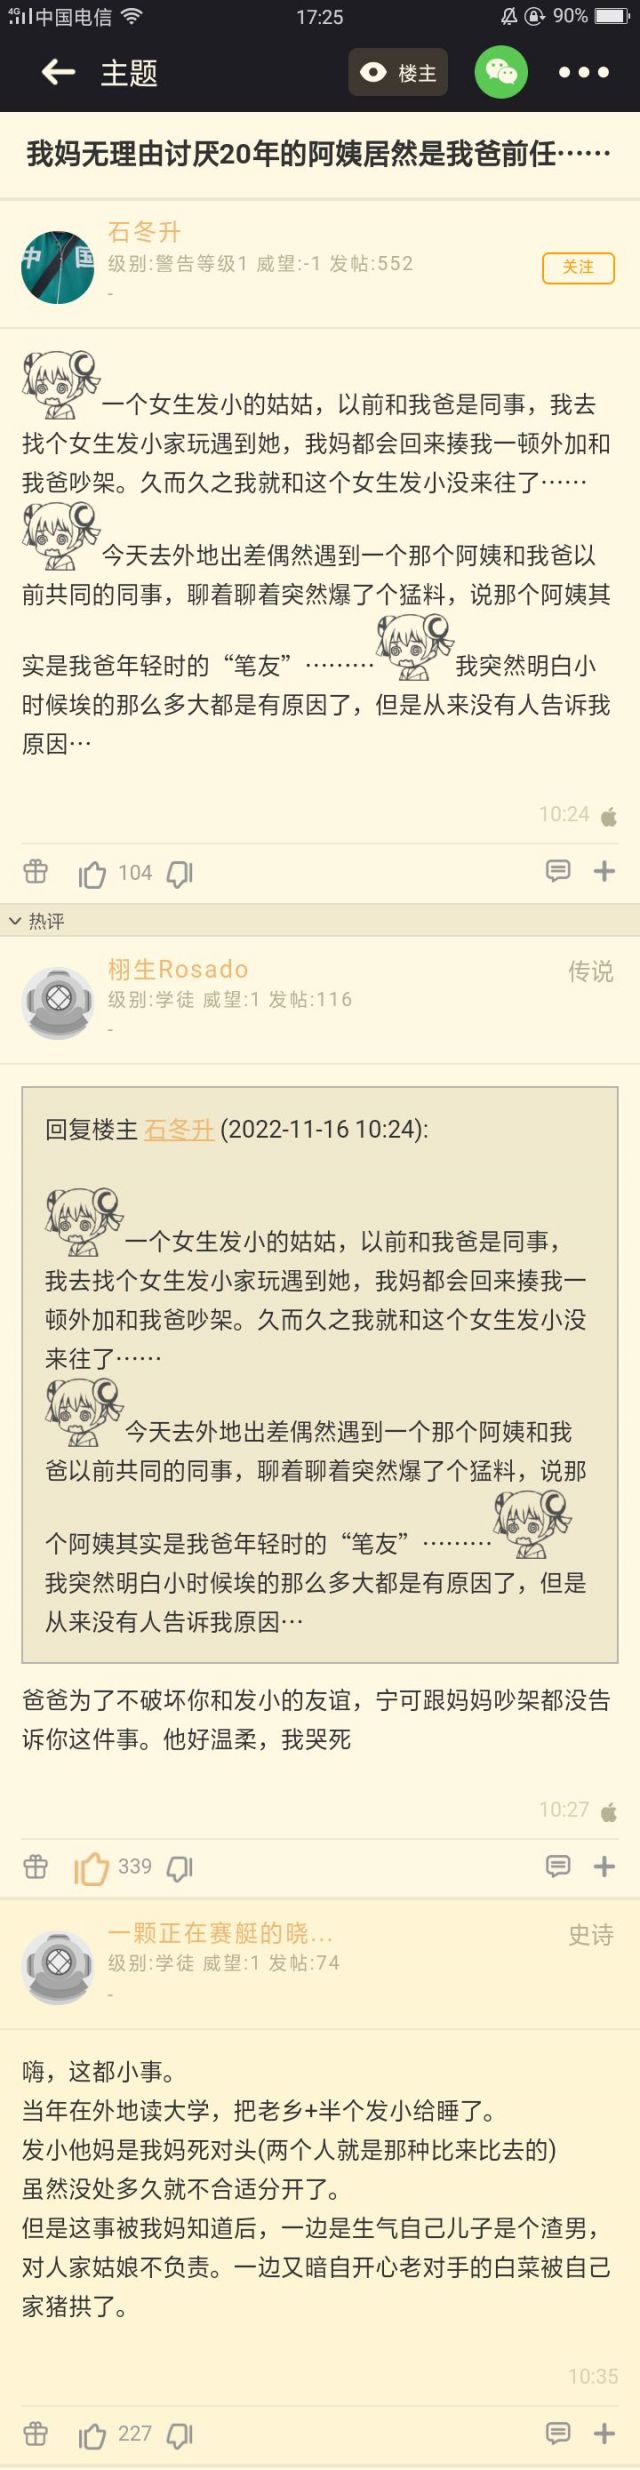 4G 中国电信 17:25 90%
主题 楼主
我妈无理由讨厌20年的阿姨居然是我爸前任……
石冬升
级别:警告等级1 威望:-1 发帖:552
关注
-
中 国
一个女生发小的姑姑，以前和我爸是同事，我去
找个女生发小家玩遇到她，我妈都会回来揍我一顿外加和
我爸吵架。久而久之我就和这个女生发小没来往了……
今天去外地出差偶然遇到一个那个阿姨和我爸以
前共同的同事，聊着聊着突然爆了个猛料，说那个阿姨其
实是我爸年轻时的“笔友”………我突然明白小
时候埃的那么多大都是有原因了，但是从来没有人告诉我
原因…
10:24
104
热评
栩生Rosado
传说
级别:学徒 威望:1 发帖:116
-
回复楼主 石冬升 (2022-11-16 10:24):
一个女生发小的姑姑，以前和我爸是同事，
我去找个女生发小家玩遇到她，我妈都会回来揍我一
顿外加和我爸吵架。久而久之我就和这个女生发小没
来往了……
今天去外地出差偶然遇到一个那个阿姨和我
爸以前共同的同事，聊着聊着突然爆了个猛料，说那
个阿姨其实是我爸年轻时的“笔友”………
我突然明白小时候埃的那么多大都是有原因了，但是
从来没有人告诉我原因…
爸爸为了不破坏你和发小的友谊，宁可跟妈妈吵架都没告
诉你这件事。他好温柔，我哭死
10:27
339
一颗正在赛艇的晓...
史诗
级别:学徒 威望:1 发帖:74
-
嗨，这都小事。
当年在外地读大学，把老乡+半个发小给睡了。
发小他妈是我妈死对头(两个人就是那种比来比去的)
虽然没处多久就不合适分开了。
但是这事被我妈知道后，一边是生气自己儿子是个渣男，
对人家姑娘不负责。一边又暗自开心老对手的白菜被自己
家猪拱了。
10:35
227